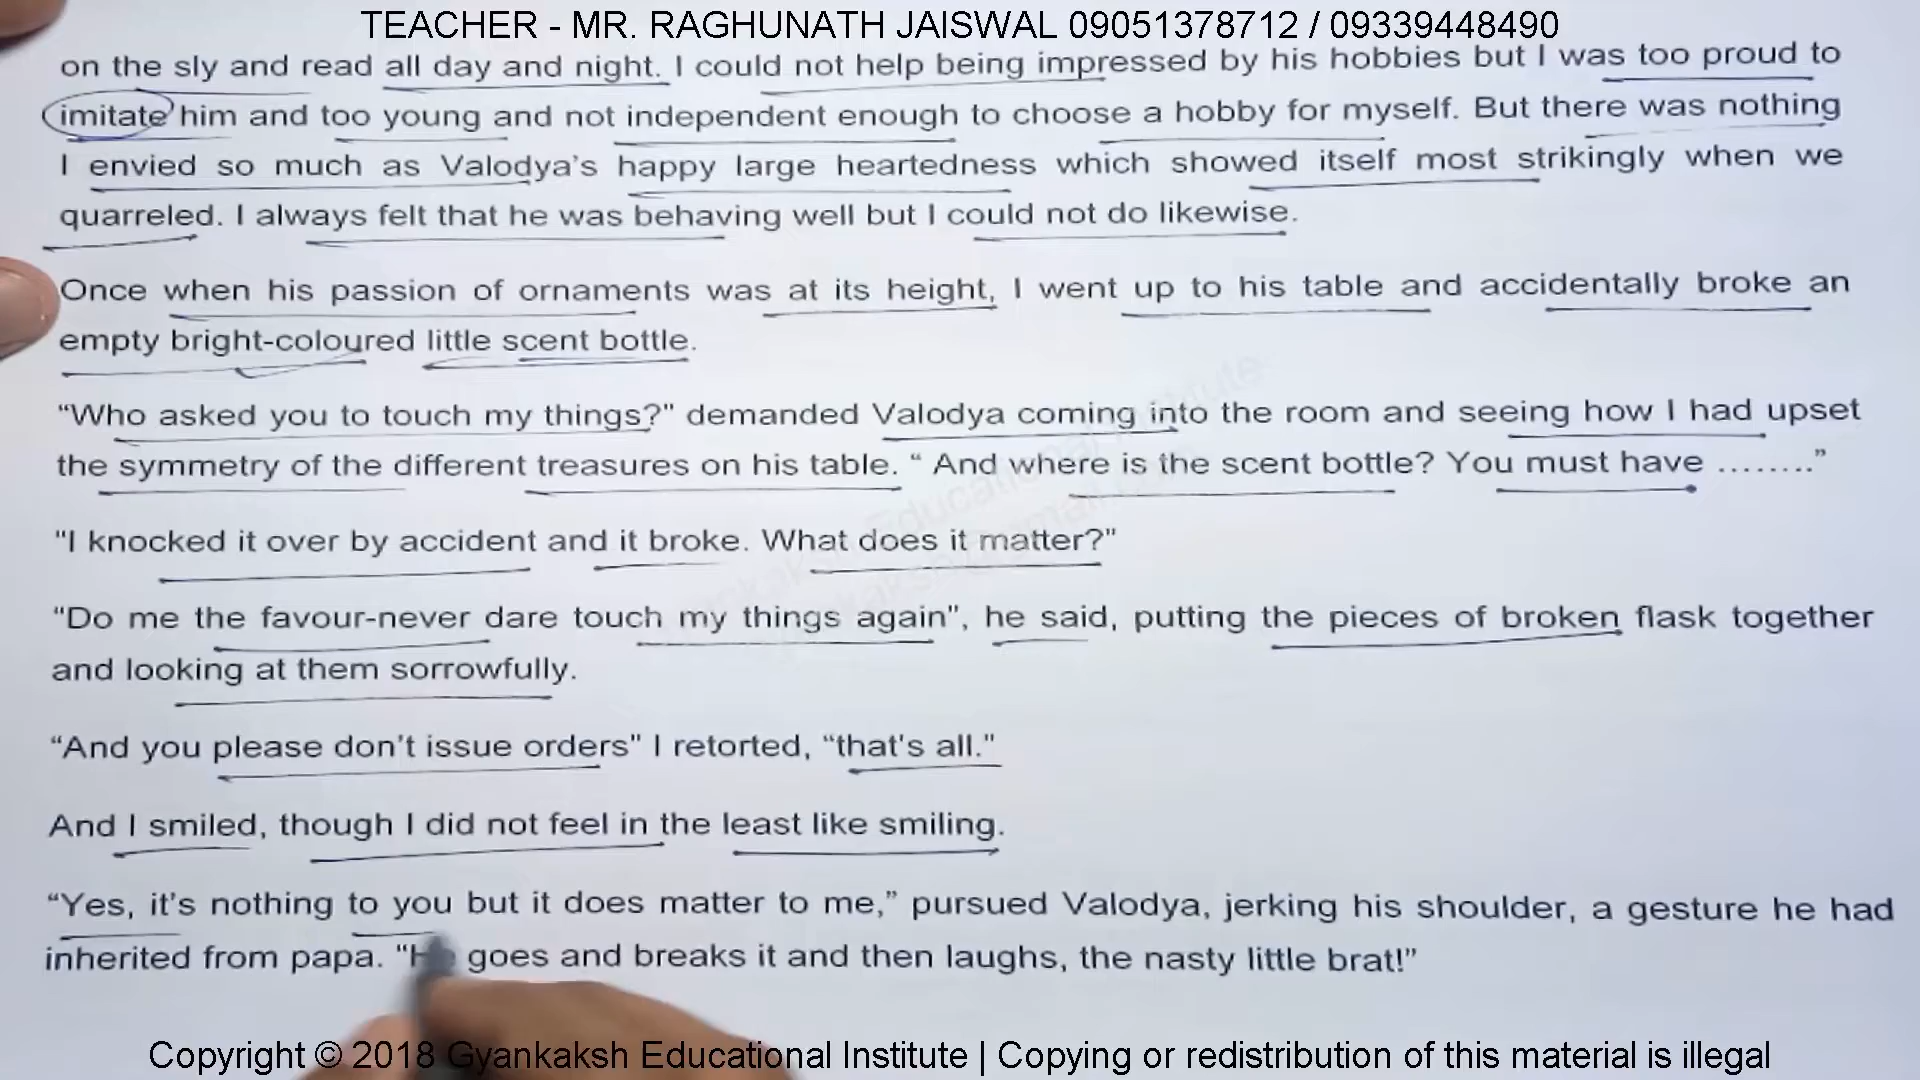 TEACHER - MR. RAGHUNATH JAISWAL 09051378712 / 09339448490
on the sly and read all day and night. I could not help being impressed by his hobbies but I was too proud to
imitate him and too young and not independent enough to choose a hobby for myself. But there was nothing
I envied so much as Valodya's happy large heartedness which showed itself most strikingly when we
quarreled. I always felt that he was behaving well but I could not do likewise.
Once when his passion of ornaments was at its height, I went up to his table and accidentally broke an
empty bright-coloured little scent bottle.
“Who asked you to touch my things?" demanded Valodya coming into the room and seeing how I had upset
the symmetry of the different treasures on his table. “ And where is the scent bottle? You must have ........”
"I knocked it over by accident and it broke. What does it matter?"
“Do me the favour-never dare touch my things again", he said, putting the pieces of broken flask together
and looking at them sorrowfully.
“And you please don't issue orders" I retorted, “that's all."
And I smiled, though I did not feel in the least like smiling.
“Yes, it's nothing to you but it does matter to me,” pursued Valodya, jerking his shoulder, a gesture he had
inherited from papa. “He goes and breaks it and then laughs, the nasty little brat!”
Copyright © 2018 Gyankaksh Educational Institute | Copying or redistribution of this material is illegal